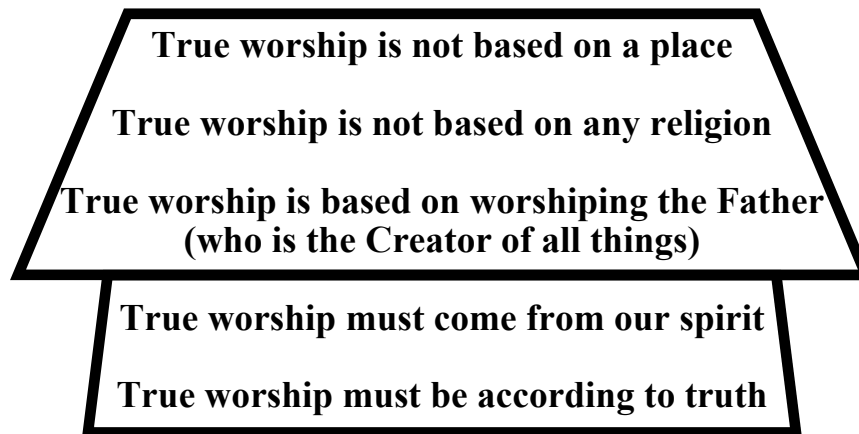 True worship is not based on a place
True worship is not based on any religion
True worship is based on worshiping the Father
(who is the Creator of all things)
True worship must come from our spirit
True worship must be according to truth